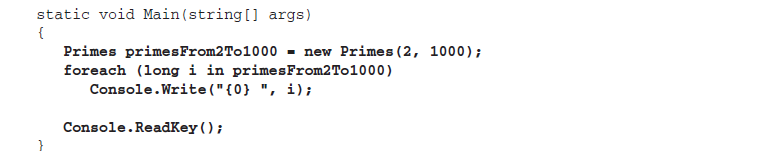 static void Main(string[] args)
{
Primes primesFrom2To1000 = new Primes(2, 1000);
foreach (long i in primesFrom2To1000)
Console.Write("{0} ", i);
Console.ReadKey();
}